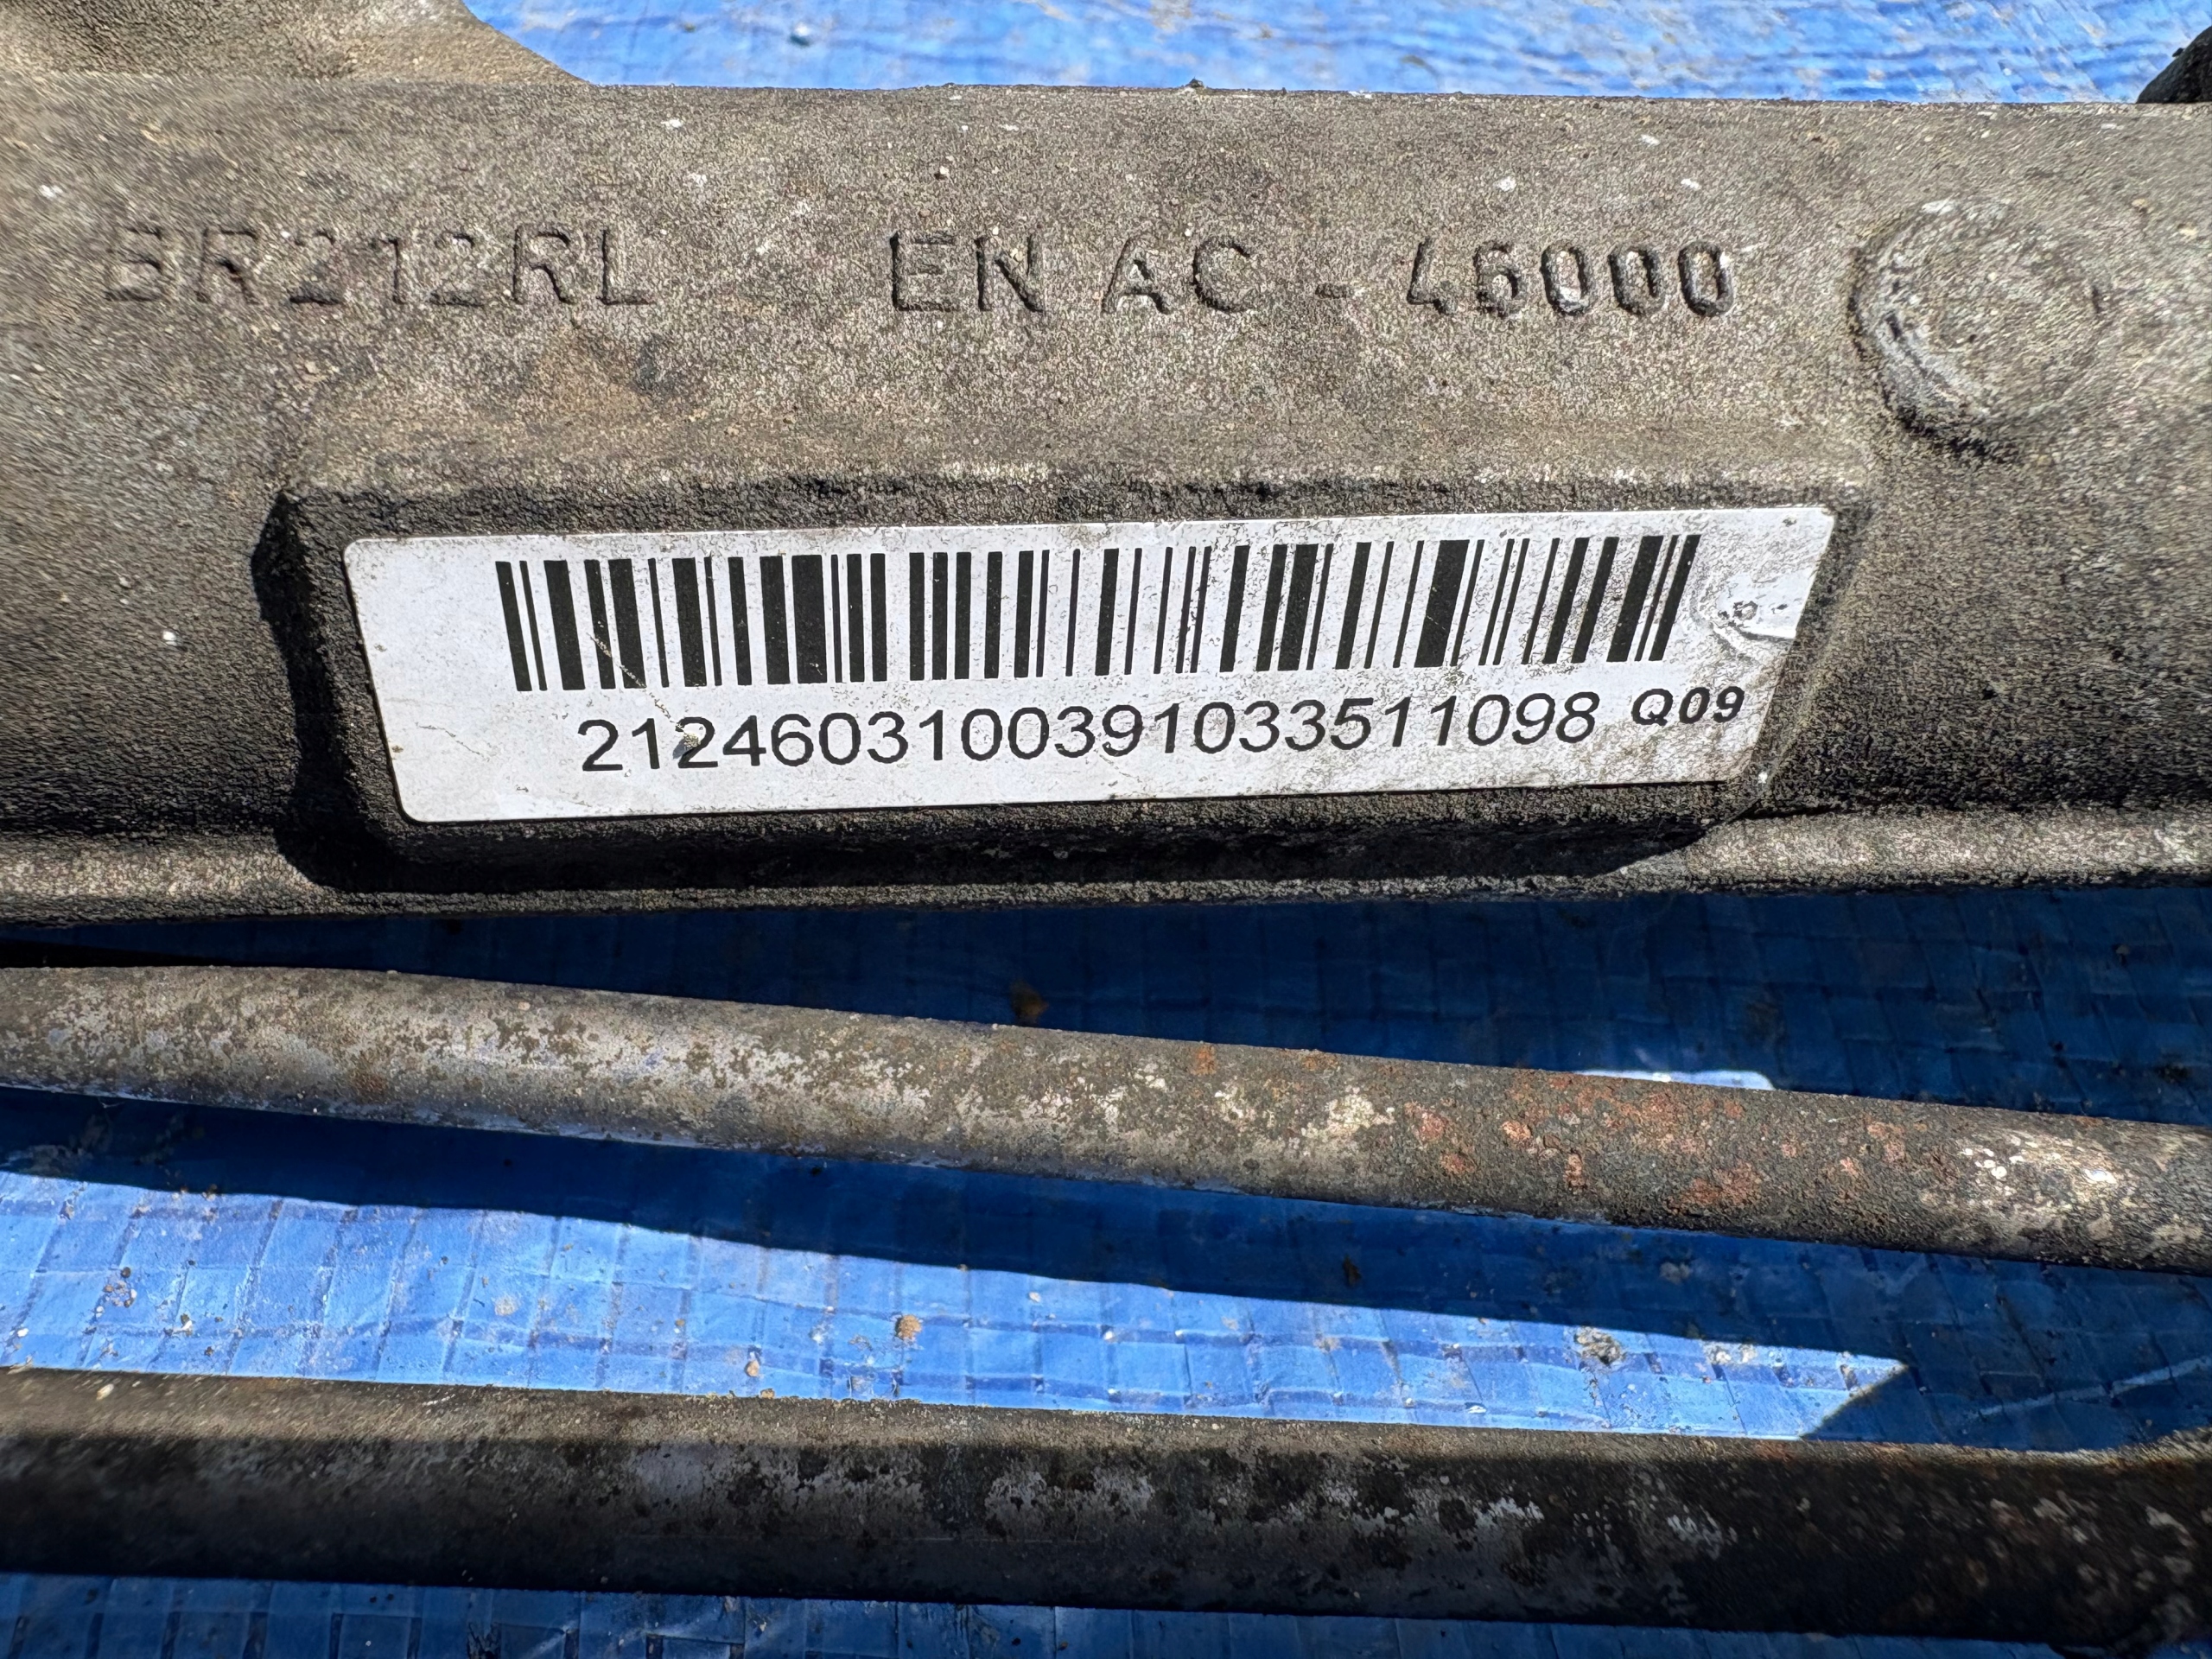 BR212RL EN AC - 46000
2124603100391033511098 Q09